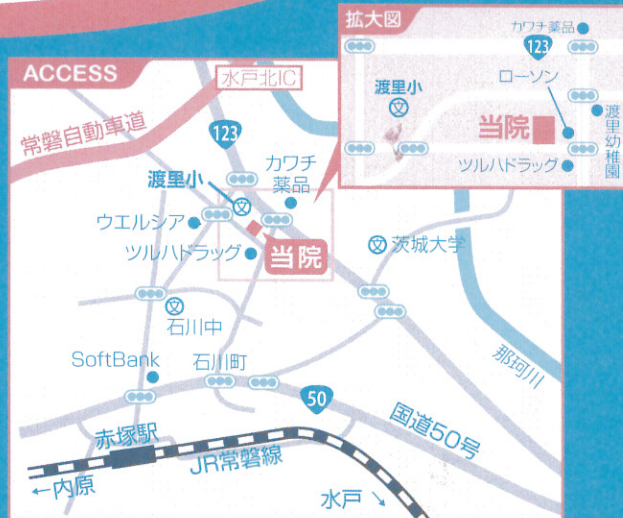 ACCESS
水戸北IC
常磐自動車道
123
カワチ
薬品
渡里小
文
ウエルシア
ツルハドラッグ
当院
文
茨城大学
文
石川中
SoftBank
石川町
那珂川
50
国道50号
赤塚駅
JR常磐線
←内原
水戸
拡大図
カワチ薬品
123
ローソン
渡里小
文
当院
渡里幼稚園
ツルハドラッグ